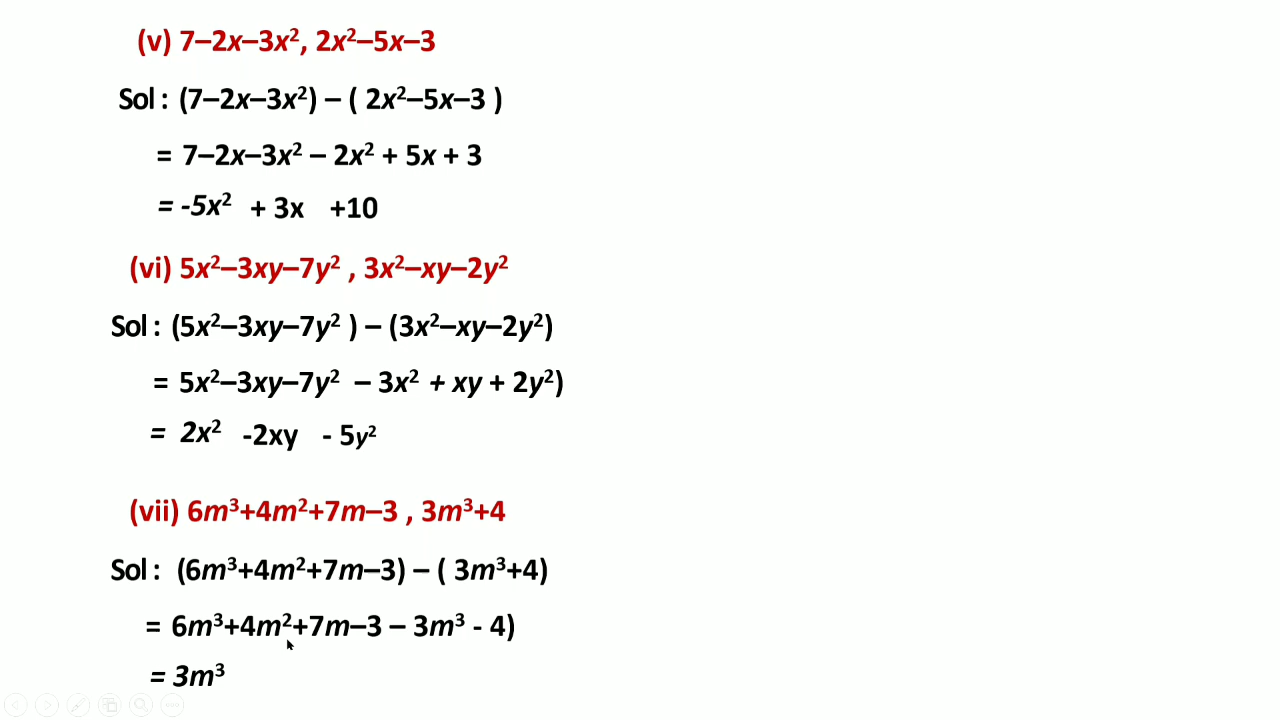 (v) 7–2x–3x², 2x²–5x–3
Sol : (7–2x–3x²) – ( 2x²–5x–3 )
= 7–2x–3x² – 2x² + 5x + 3
= -5x² + 3x +10
(vi) 5x²–3xy–7y² , 3x²–xy–2y²
Sol : (5x²–3xy–7y² ) – (3x²–xy–2y²)
= 5x²–3xy–7y² – 3x² + xy + 2y²)
= 2x² -2xy - 5y²
(vii) 6m³+4m²+7m–3 , 3m³+4
Sol : (6m³+4m²+7m–3) – ( 3m³+4)
= 6m³+4m²+7m–3 – 3m³ - 4)
= 3m³